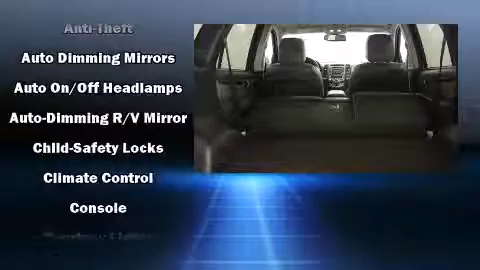 Anti-Theft
Auto Dimming Mirrors
Auto On/Off Headlamps
Auto-Dimming R/V Mirror
Child-Safety Locks
Climate Control
Console